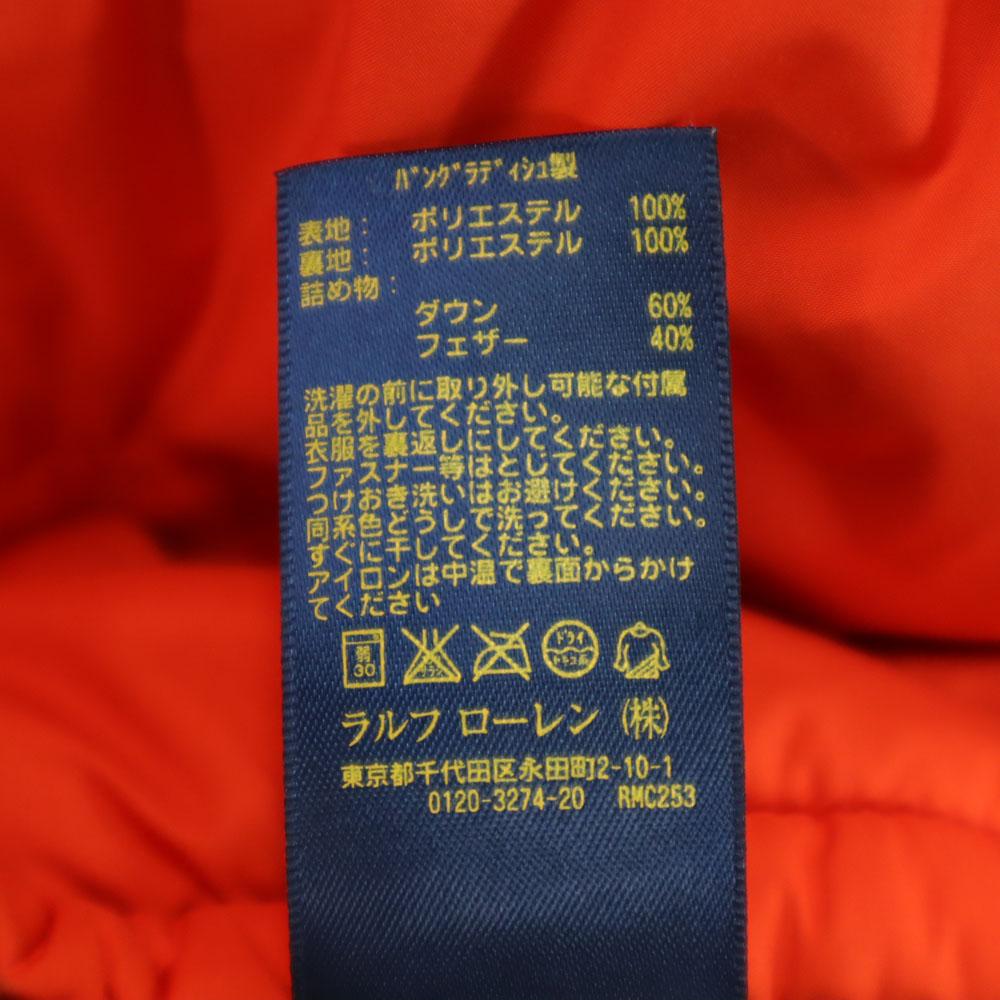 バングラディシュ製
表地： ポリエステル 100%
裏地： ポリエステル 100%
詰め物：
ダウン 60%
フェザー 40%
洗濯の前に取り外し可能な付属
品を外してください。
衣服を裏返しにしてください。
ファスナー等はとじてください。
つけおき洗いはお避けください。
同系色どうしで洗ってください。
すぐに干してください。
アイロンは中温で裏面からかけ
てください
弱 30 ドライ
ラルフ ローレン (株)
東京都千代田区永田町2-10-1
0120-3274-20 RMC253